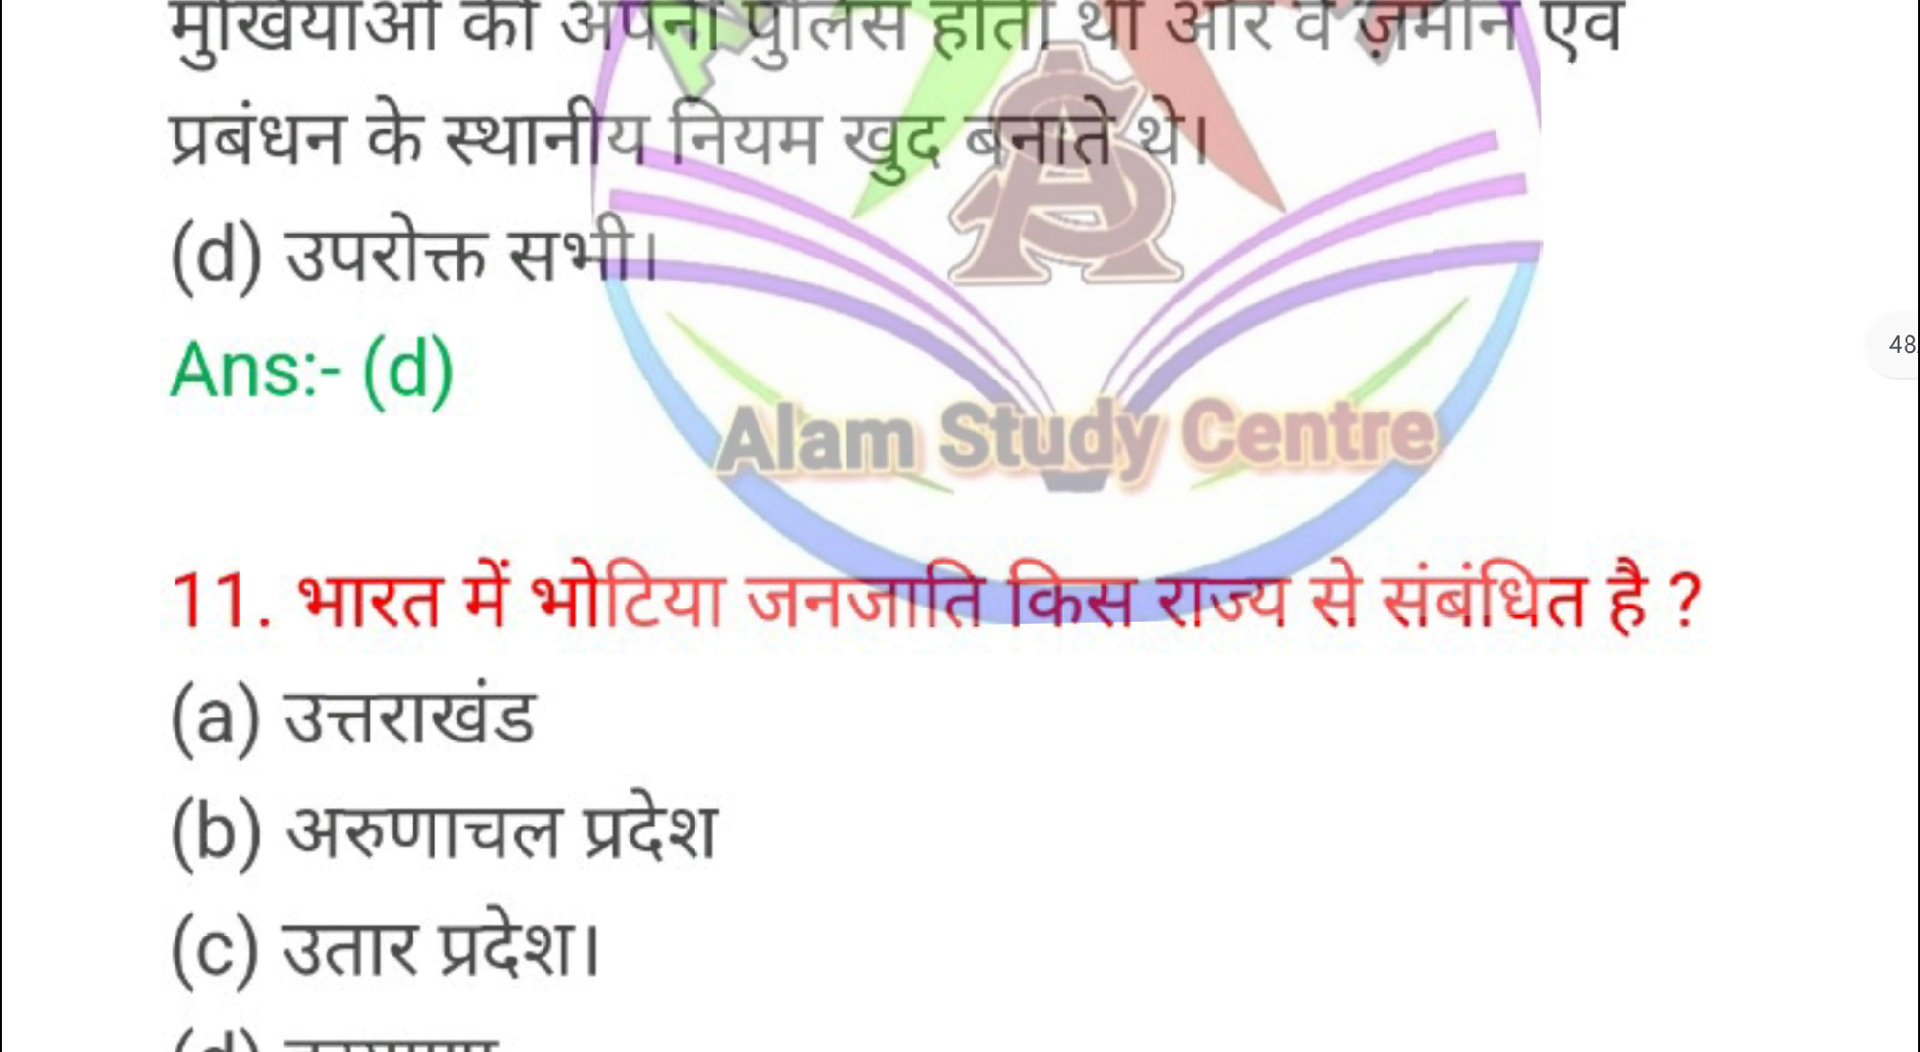 मुखियाओं की अपनी पुलिस होती थी और वे ज़मीन एवं
प्रबंधन के स्थानीय नियम खुद बनाते थे।
(d) उपरोक्त सभी।
Ans:- (d)
Alam Study Centre
48
11. भारत में भोटिया जनजाति किस राज्य से संबंधित है ?
(a) उत्तराखंड
(b) अरुणाचल प्रदेश
(c) उतार प्रदेश।
(d)